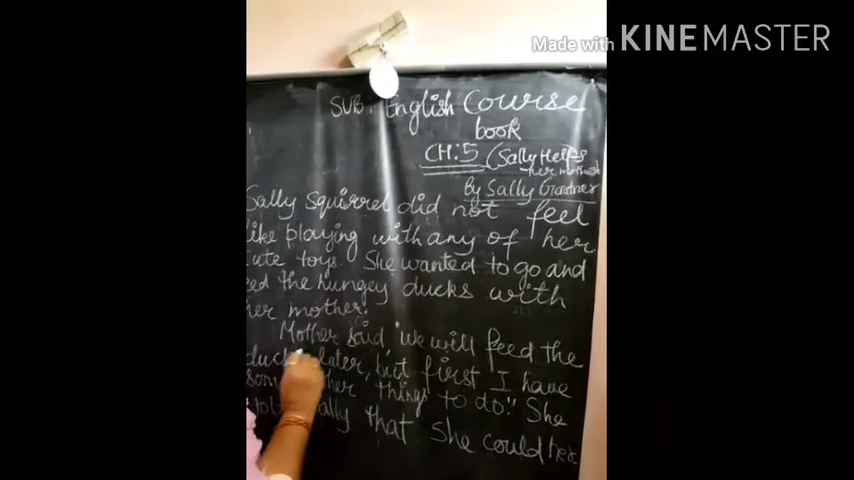 Made with KINEMASTER
SUB: English Course
book
CH:5 (Sally Helps
her mother
By Sally Gardner
Sally squirrel did not feel
like playing with any of her
cute toys. She wanted to go and
feed the hungey ducks with
her mother.
Mother said "we will feed the
ducks later, but first I have
some other things to do." She
told Sally that she could her